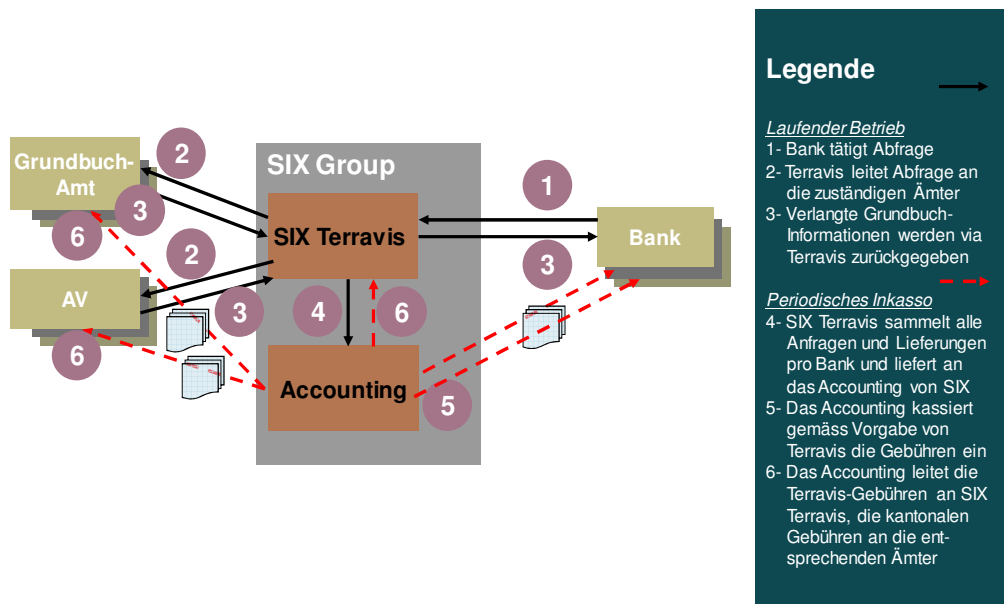 Grundbuch-
Amt
2
3
6
AV
2
3
6
SIX Group
SIX Terravis
4
6
Accounting
5
1
3
Bank
Legende
Laufender Betrieb
1- Bank tätigt Abfrage
2- Terravis leitet Abfrage an
die zuständigen Ämter
3- Verlangte Grundbuch-
Informationen werden via
Terravis zurückgegeben
Periodisches Inkasso
4- SIX Terravis sammelt alle
Anfragen und Lieferungen
pro Bank und liefert an
das Accounting von SIX
5- Das Accounting kassiert
gemäss Vorgabe von
Terravis die Gebühren ein
6- Das Accounting leitet die
Terravis-Gebühren an SIX
Terravis, die kantonalen
Gebühren an die ent-
sprechenden Ämter